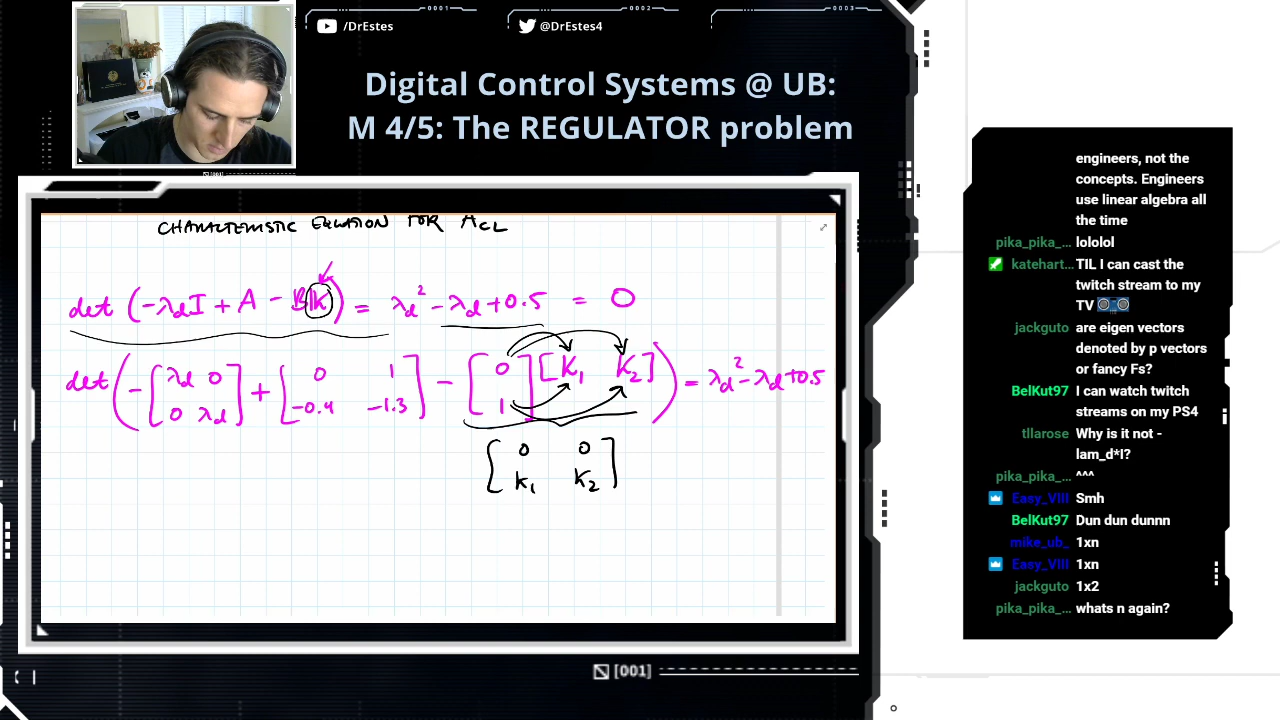 0001
0002
0003
/DrEstes
@DrEstes4
Digital Control Systems @ UB:
M 4/5: The REGULATOR problem
[001]
CHARACTERISTIC EQUATION FOR A_CL
det (-λdI + A - BK) = λd² - λd + 0.5 = 0
det (-[λd 0] + [0 1] - [0] [K₁ K₂]) = λd² - λd + 0.5
[0 λd] [-0.4 -1.3] [1]
[0 0]
[K₁ K₂]
[001]
engineers, not the
concepts. Engineers
use linear algebra all
the time
pika_pika_... lololol
katehart... TIL I can cast the
twitch stream to my
TV
jackguto are eigen vectors
denoted by p vectors
or fancy Fs?
BelKut97 I can watch twitch
streams on my PS4
tllarose Why is it not -
lam_d*I?
pika_pika_... ^^^
Easy_VIII Smh
BelKut97 Dun dun dunnn
mike_ub_ 1xn
Easy_VIII 1xn
jackguto 1x2
pika_pika_... whats n again?